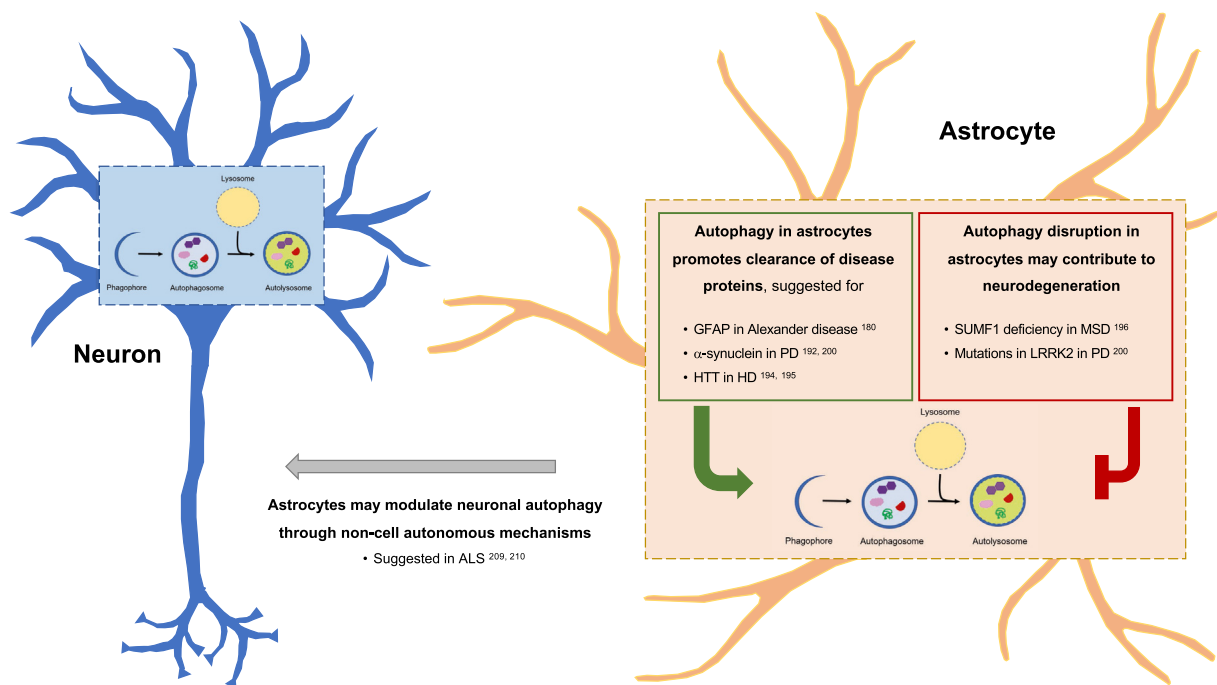 Lysosome
Phagophore
Autophagosome
Autolysosome
Neuron
Astrocytes may modulate neuronal autophagy
through non-cell autonomous mechanisms
• Suggested in ALS 209, 210
Astrocyte
Autophagy in astrocytes
promotes clearance of disease
proteins, suggested for
• GFAP in Alexander disease 180
• α-synuclein in PD 192, 200
• HTT in HD 194, 195
Autophagy disruption in
astrocytes may contribute to
neurodegeneration
• SUMF1 deficiency in MSD 196
• Mutations in LRRK2 in PD 200
Lysosome
Phagophore
Autophagosome
Autolysosome